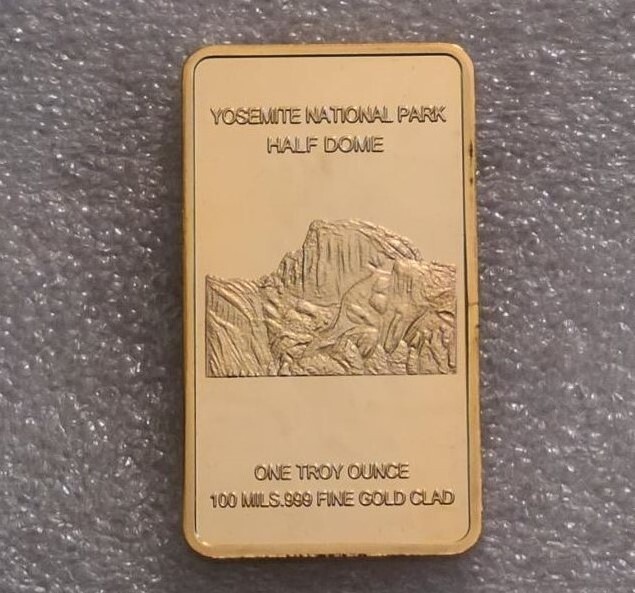 YOSEMITE NATIONAL PARK
HALF DOME
ONE TROY OUNCE
100 MILS.999 FINE GOLD CLAD